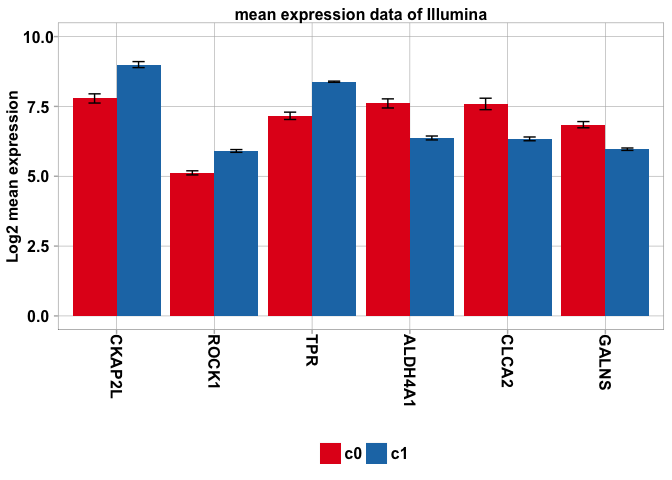 mean expression data of Illumina
Log2 mean expression
10.0
7.5
5.0
2.5
0.0
CKAP2L
ROCK1
TPR
ALDH4A1
CLCA2
GALNS
c0 c1